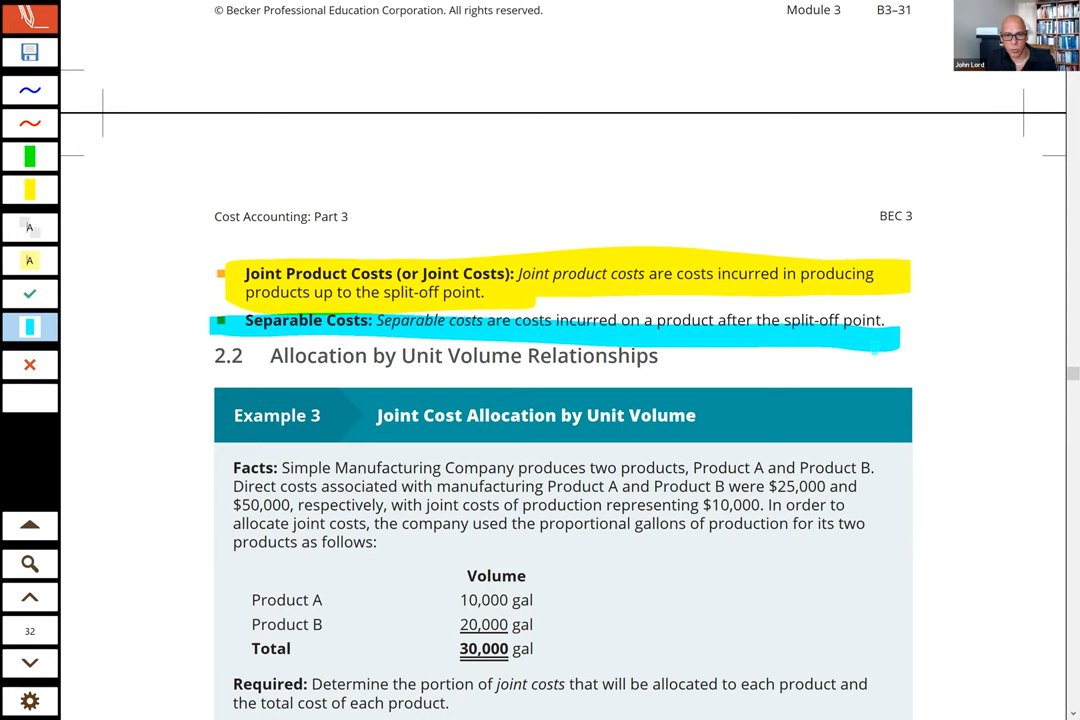 © Becker Professional Education Corporation. All rights reserved.
Module 3
B3–31
John Lord
Cost Accounting: Part 3
BEC 3
Joint Product Costs (or Joint Costs): Joint product costs are costs incurred in producing
products up to the split-off point.
Separable Costs: Separable costs are costs incurred on a product after the split-off point.
2.2 Allocation by Unit Volume Relationships
Example 3 Joint Cost Allocation by Unit Volume
Facts: Simple Manufacturing Company produces two products, Product A and Product B.
Direct costs associated with manufacturing Product A and Product B were $25,000 and
$50,000, respectively, with joint costs of production representing $10,000. In order to
allocate joint costs, the company used the proportional gallons of production for its two
products as follows:
Volume
Product A 10,000 gal
Product B 20,000 gal
Total 30,000 gal
Required: Determine the portion of joint costs that will be allocated to each product and
the total cost of each product.
A
A
32